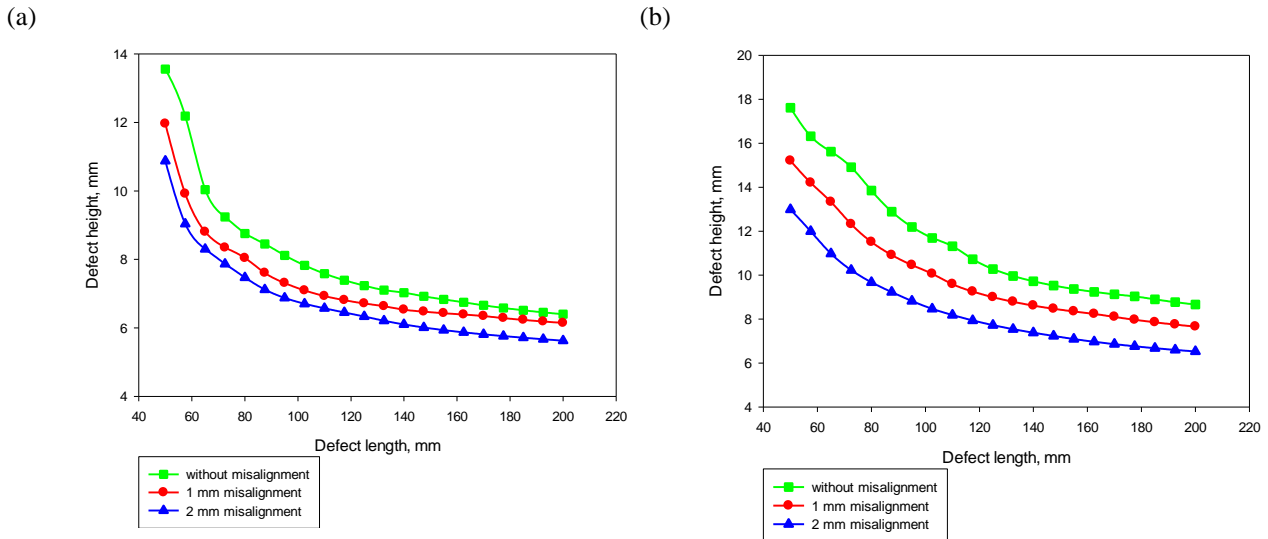 (a)
(b)
Defect height, mm
14
12
10
8
6
4
40 60 80 100 120 140 160 180 200 220
Defect length, mm
without misalignment
1 mm misalignment
2 mm misalignment
Defect height, mm
20
18
16
14
12
10
8
6
4
40 60 80 100 120 140 160 180 200 220
Defect length, mm
without misalignment
1 mm misalignment
2 mm misalignment